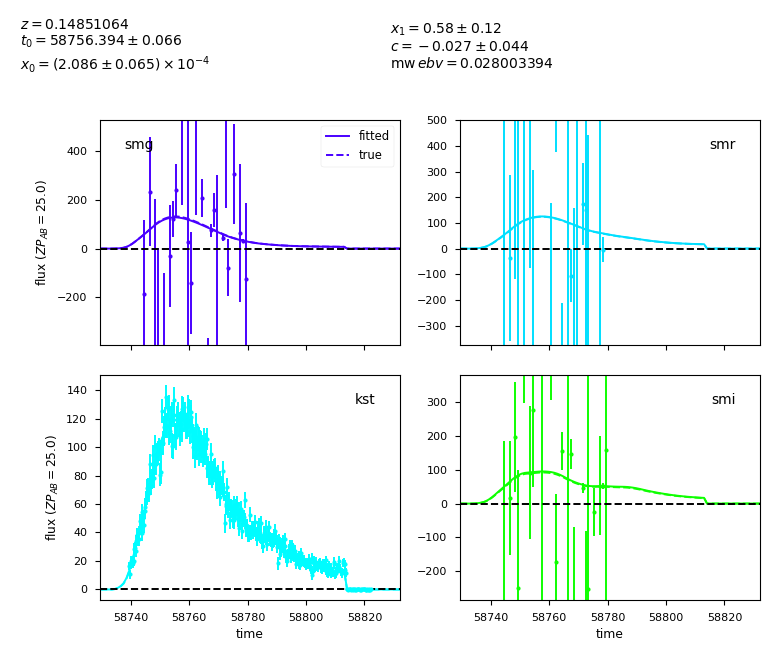 z = 0.14851064
t₀ = 58756.394 ± 0.066
x₀ = (2.086 ± 0.065) × 10⁻⁴
x₁ = 0.58 ± 0.12
c = −0.027 ± 0.044
mw ebv = 0.028003394
smg
fitted
true
400
200
0
−200
flux (ZP_AB = 25.0)
smr
500
400
300
200
100
0
−100
−200
−300
kst
140
120
100
80
60
40
20
0
flux (ZP_AB = 25.0)
58740 58760 58780 58800 58820
time
smi
300
200
100
0
−100
−200
58740 58760 58780 58800 58820
time